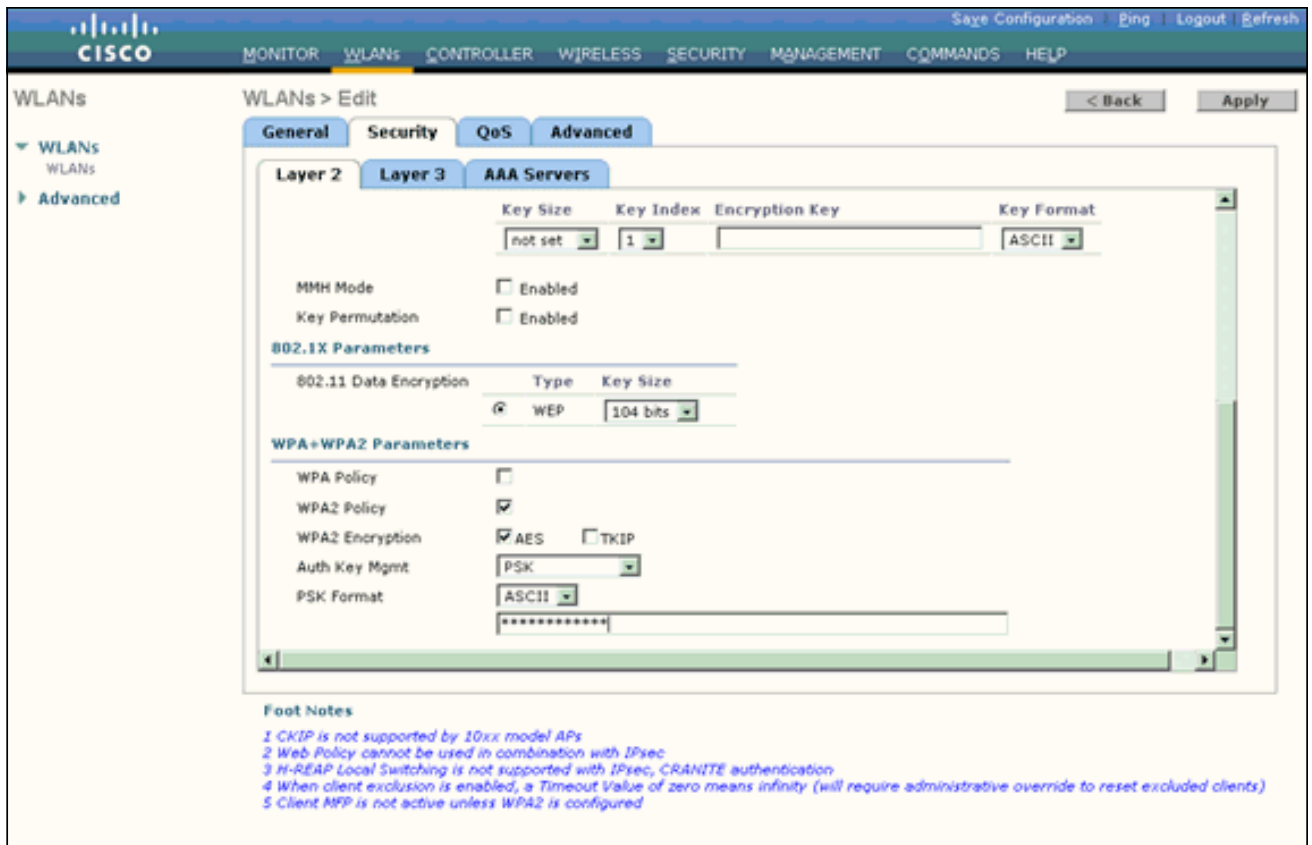 Save Configuration Ping Logout Refresh
CISCO
MONITOR WLANs CONTROLLER WIRELESS SECURITY MANAGEMENT COMMANDS HELP
WLANs
WLANs > Edit
< Back Apply
WLANs
WLANs
Advanced
General Security QoS Advanced
Layer 2 Layer 3 AAA Servers
Key Size Key Index Encryption Key Key Format
not set 1 ASCII
MMH Mode Enabled
Key Permutation Enabled
802.1X Parameters
802.11 Data Encryption Type Key Size
WEP 104 bits
WPA+WPA2 Parameters
WPA Policy
WPA2 Policy
WPA2 Encryption AES TKIP
Auth Key Mgmt PSK
PSK Format ASCII
************
Foot Notes
1 CKIP is not supported by 10xx model APs
2 Web Policy cannot be used in combination with IPsec
3 H-REAP Local Switching is not supported with IPsec, CRANITE authentication
4 When client exclusion is enabled, a Timeout Value of zero means infinity (will require administrative override to reset excluded clients)
5 Client MFP is not active unless WPA2 is configured